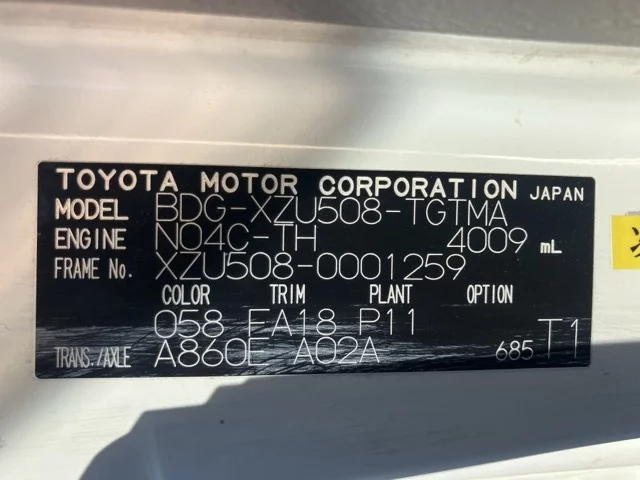 TOYOTA MOTOR CORPORATION JAPAN
MODEL BDG-XZU508-TGTMA
ENGINE N04C-TH 4009 mL
FRAME No. XZU508-0001259
COLOR TRIM PLANT OPTION
058 FA18 P11
TRANS./AXLE A860E A02A 685 T1